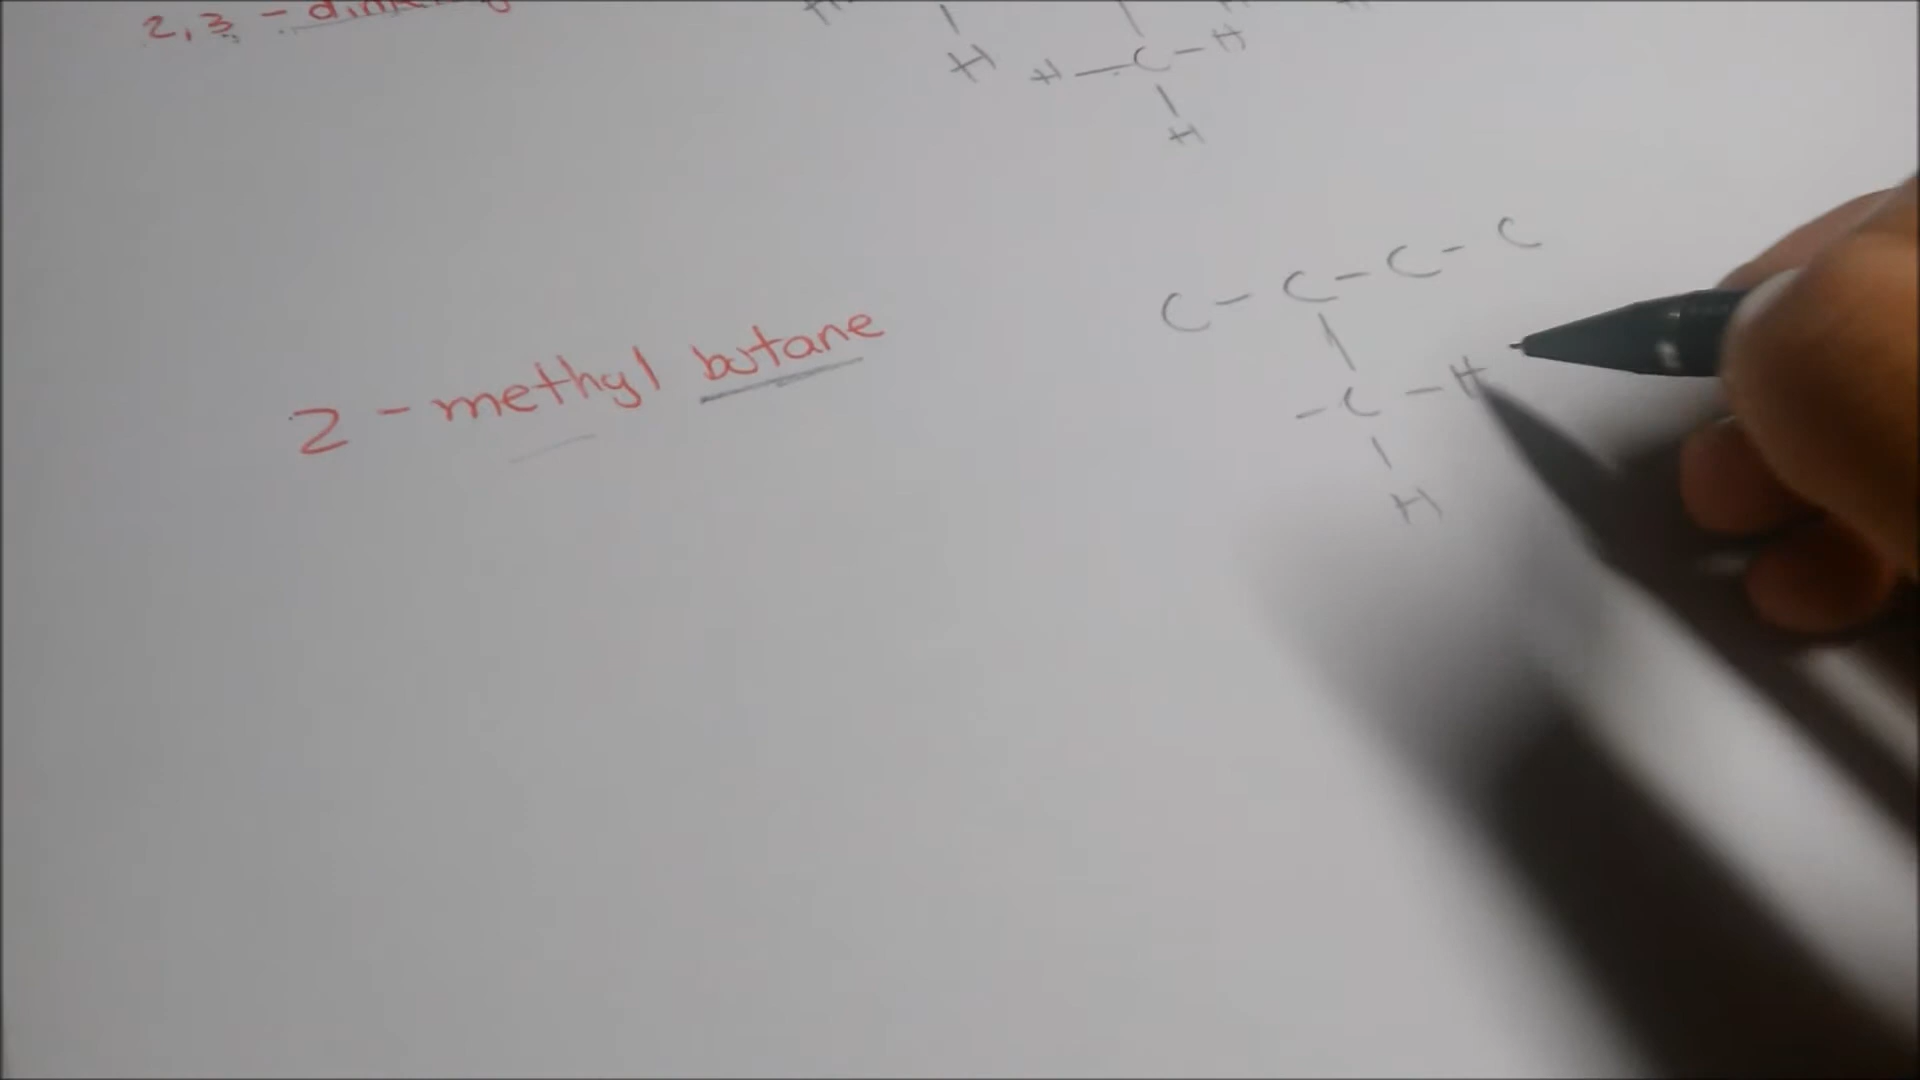 2,3 -
H
H - C - H
H
C - C - C - C
2 - methyl butane
- C - H
H